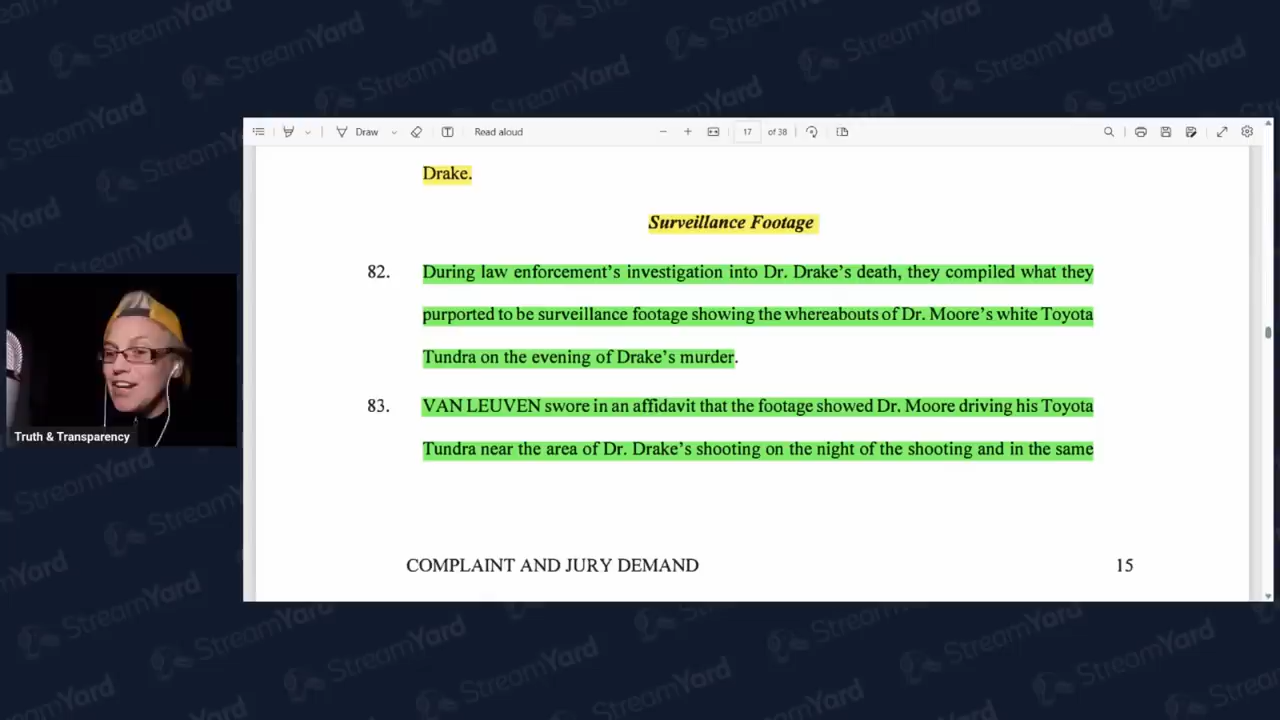 StreamYard
Draw
Read aloud
17 of 38
Drake.
Surveillance Footage
82. During law enforcement’s investigation into Dr. Drake’s death, they compiled what they
purported to be surveillance footage showing the whereabouts of Dr. Moore’s white Toyota
Tundra on the evening of Drake’s murder.
83. VAN LEUVEN swore in an affidavit that the footage showed Dr. Moore driving his Toyota
Tundra near the area of Dr. Drake’s shooting on the night of the shooting and in the same
COMPLAINT AND JURY DEMAND 15
Truth & Transparency